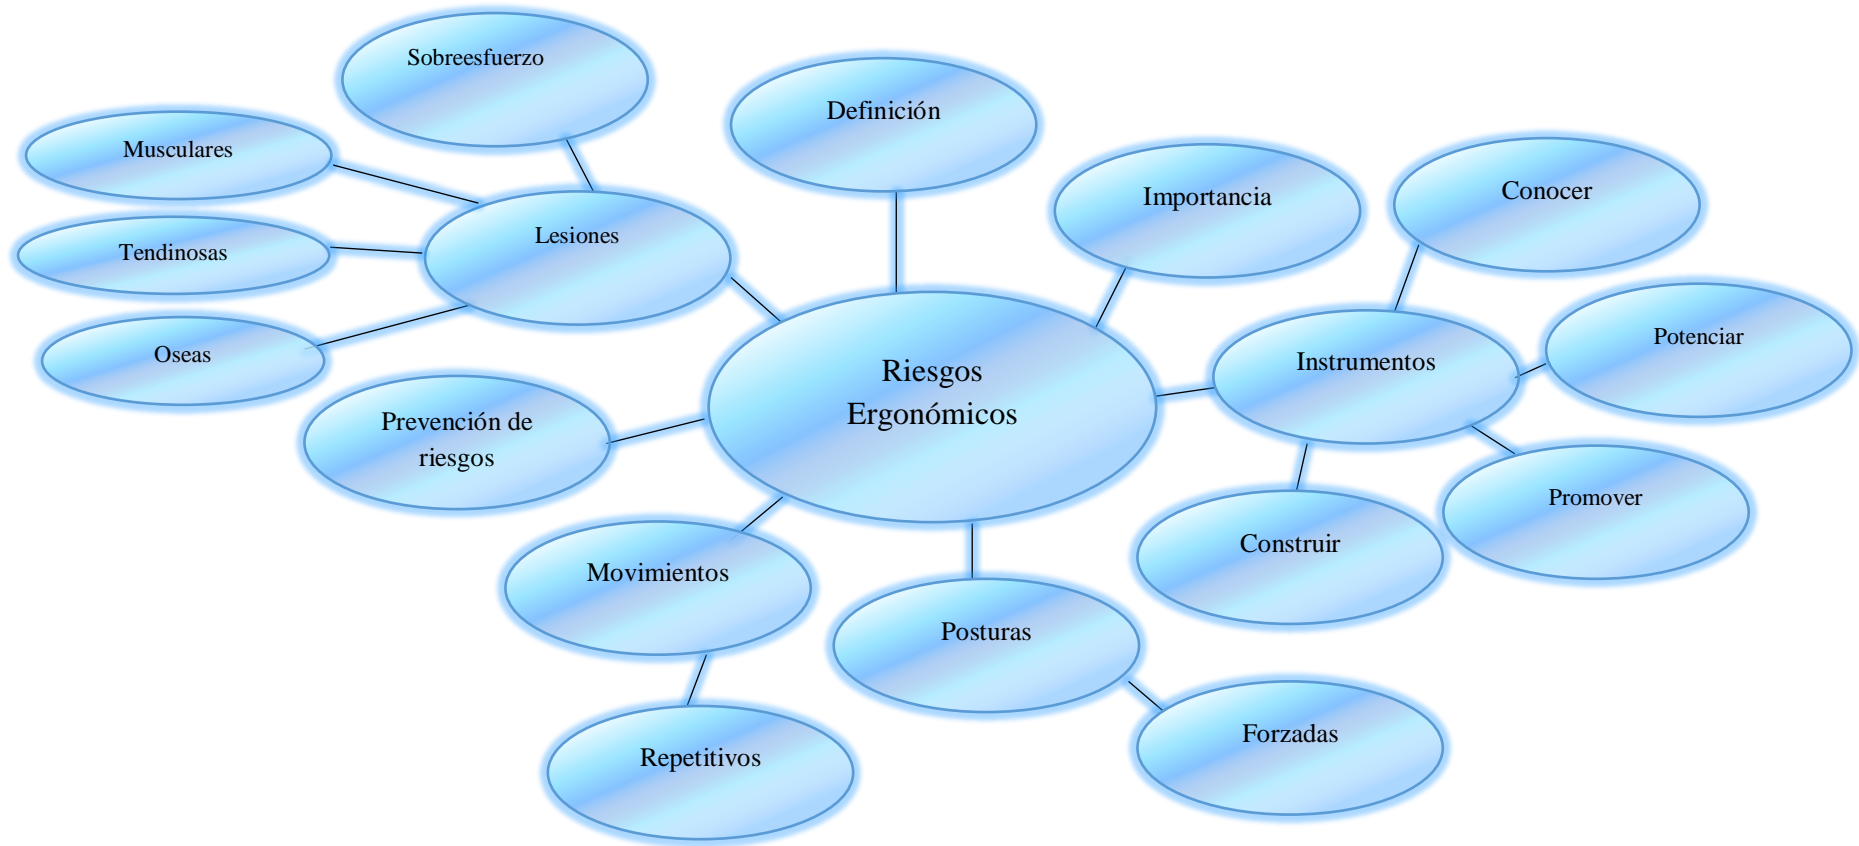 Sobreesfuerzo
Definición
Musculares
Importancia
Conocer
Lesiones
Tendinosas
Potenciar
Oseas
Instrumentos
Riesgos
Ergonómicos
Prevención de
riesgos
Promover
Construir
Movimientos
Posturas
Forzadas
Repetitivos